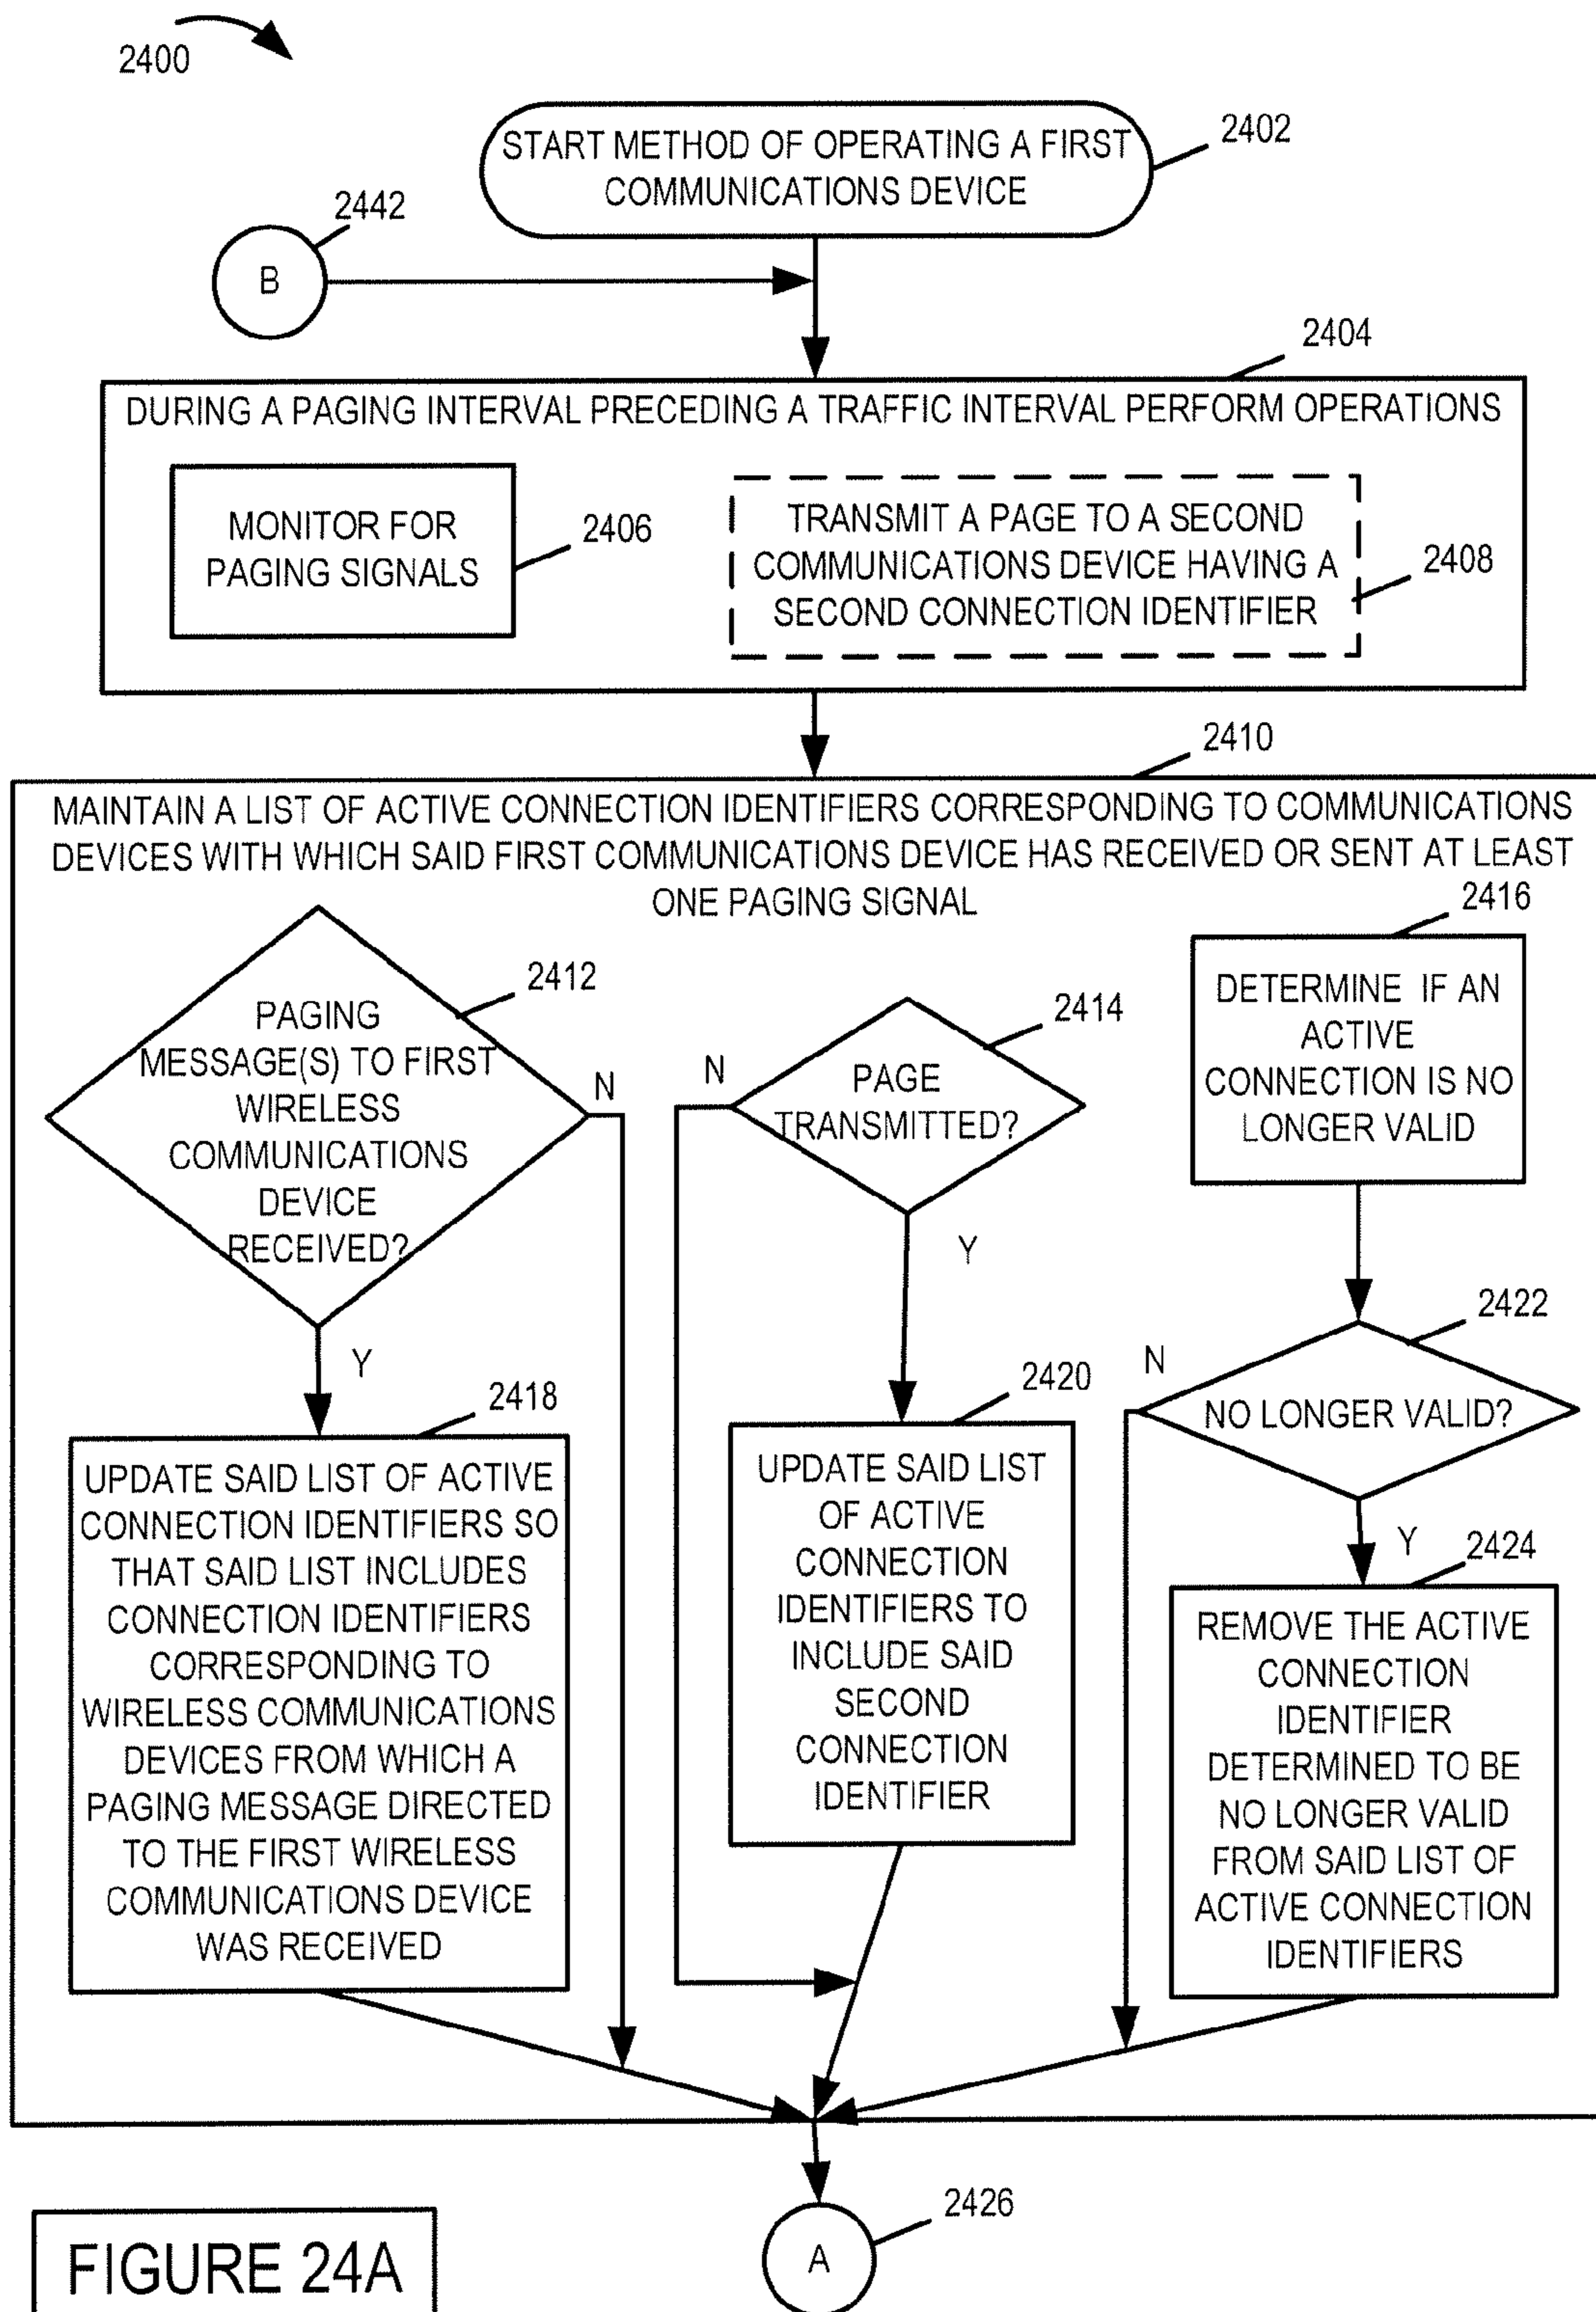 2400
START METHOD OF OPERATING A FIRST
COMMUNICATIONS DEVICE
2402
2442
B
2404
DURING A PAGING INTERVAL PRECEDING A TRAFFIC INTERVAL PERFORM OPERATIONS
MONITOR FOR
PAGING SIGNALS
2406
TRANSMIT A PAGE TO A SECOND
COMMUNICATIONS DEVICE HAVING A
SECOND CONNECTION IDENTIFIER
2408
2410
MAINTAIN A LIST OF ACTIVE CONNECTION IDENTIFIERS CORRESPONDING TO COMMUNICATIONS
DEVICES WITH WHICH SAID FIRST COMMUNICATIONS DEVICE HAS RECEIVED OR SENT AT LEAST
ONE PAGING SIGNAL
2412
PAGING
MESSAGE(S) TO FIRST
WIRELESS
COMMUNICATIONS
DEVICE
RECEIVED?
N
Y
2418
UPDATE SAID LIST OF ACTIVE
CONNECTION IDENTIFIERS SO
THAT SAID LIST INCLUDES
CONNECTION IDENTIFIERS
CORRESPONDING TO
WIRELESS COMMUNICATIONS
DEVICES FROM WHICH A
PAGING MESSAGE DIRECTED
TO THE FIRST WIRELESS
COMMUNICATIONS DEVICE
WAS RECEIVED
2414
N
PAGE
TRANSMITTED?
Y
2420
UPDATE SAID LIST
OF ACTIVE
CONNECTION
IDENTIFIERS TO
INCLUDE SAID
SECOND
CONNECTION
IDENTIFIER
2416
DETERMINE IF AN
ACTIVE
CONNECTION IS NO
LONGER VALID
2422
N
NO LONGER VALID?
Y
2424
REMOVE THE ACTIVE
CONNECTION
IDENTIFIER
DETERMINED TO BE
NO LONGER VALID
FROM SAID LIST OF
ACTIVE CONNECTION
IDENTIFIERS
2426
A
FIGURE 24A